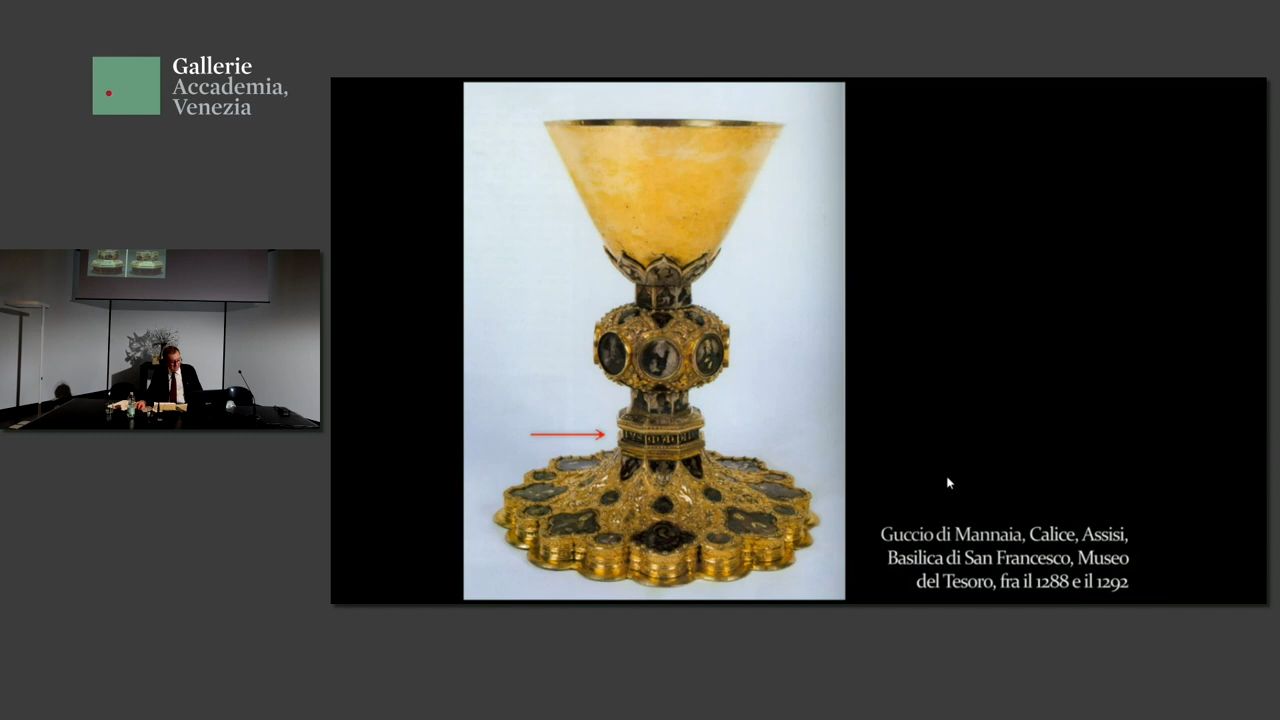 Gallerie
Accademia,
Venezia
Guccio di Mannaia, Calice, Assisi,
Basilica di San Francesco, Museo
del Tesoro, fra il 1288 e il 1292